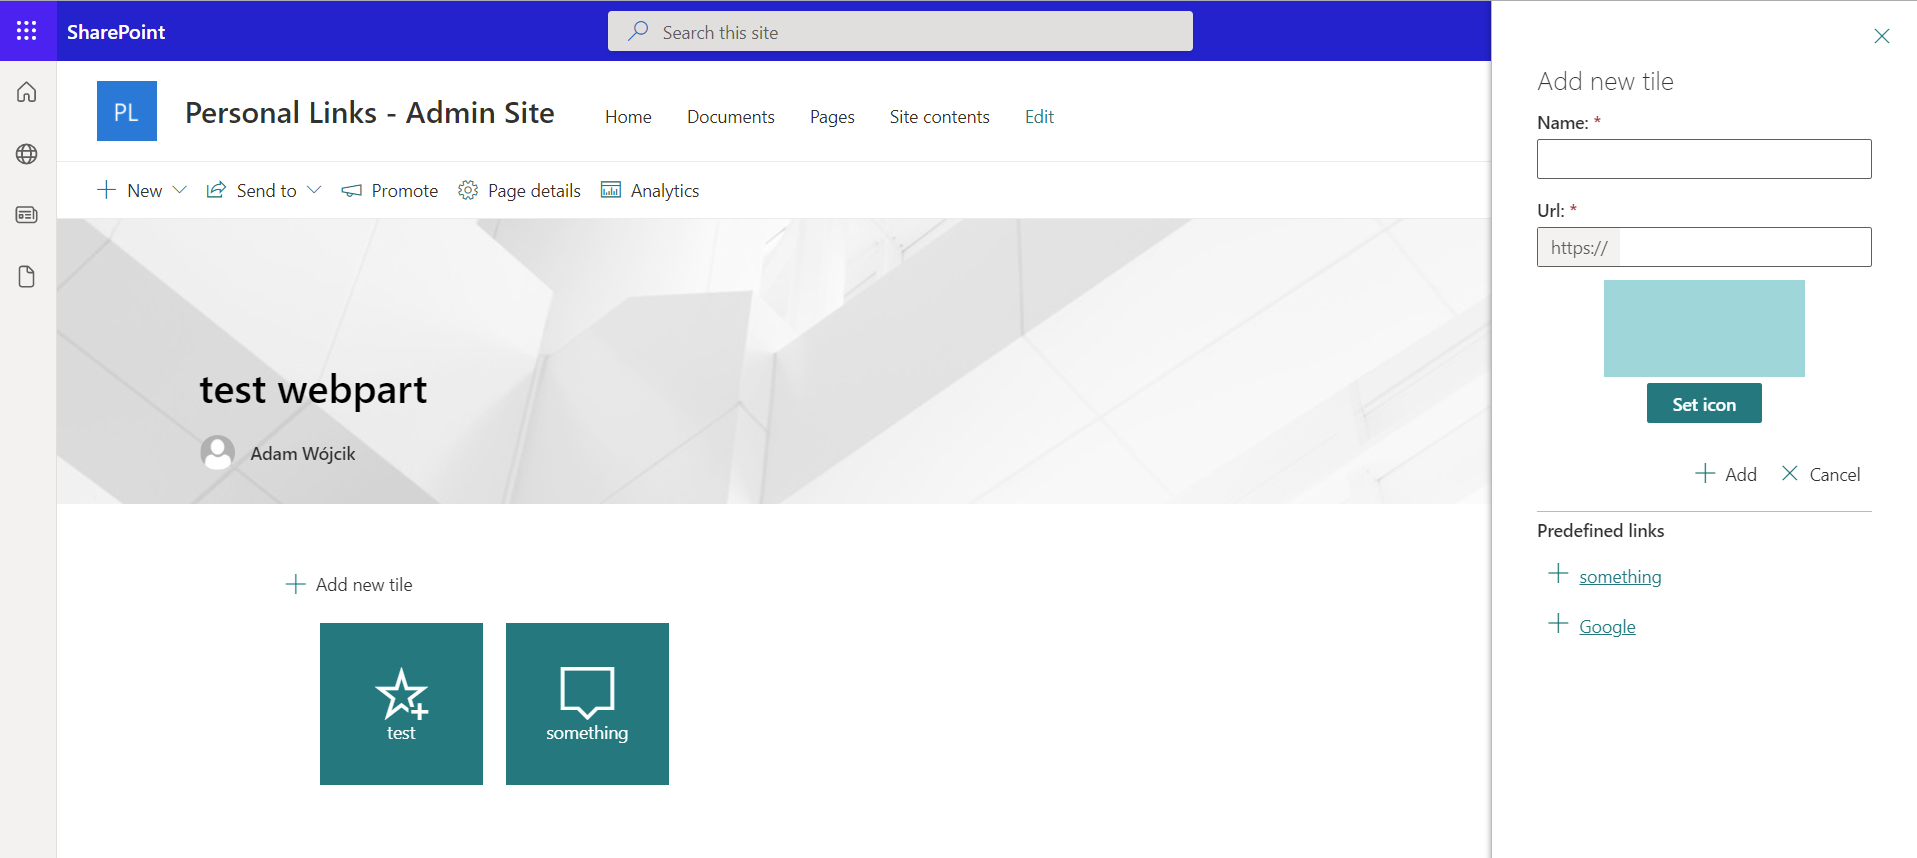 SharePoint
Search this site
PL
Personal Links - Admin Site
Home Documents Pages Site contents Edit
New Send to Promote Page details Analytics
test webpart
Adam Wójcik
Add new tile
test
something
Add new tile
Name: *
Url: *
https://
Set icon
Add Cancel
Predefined links
something
Google